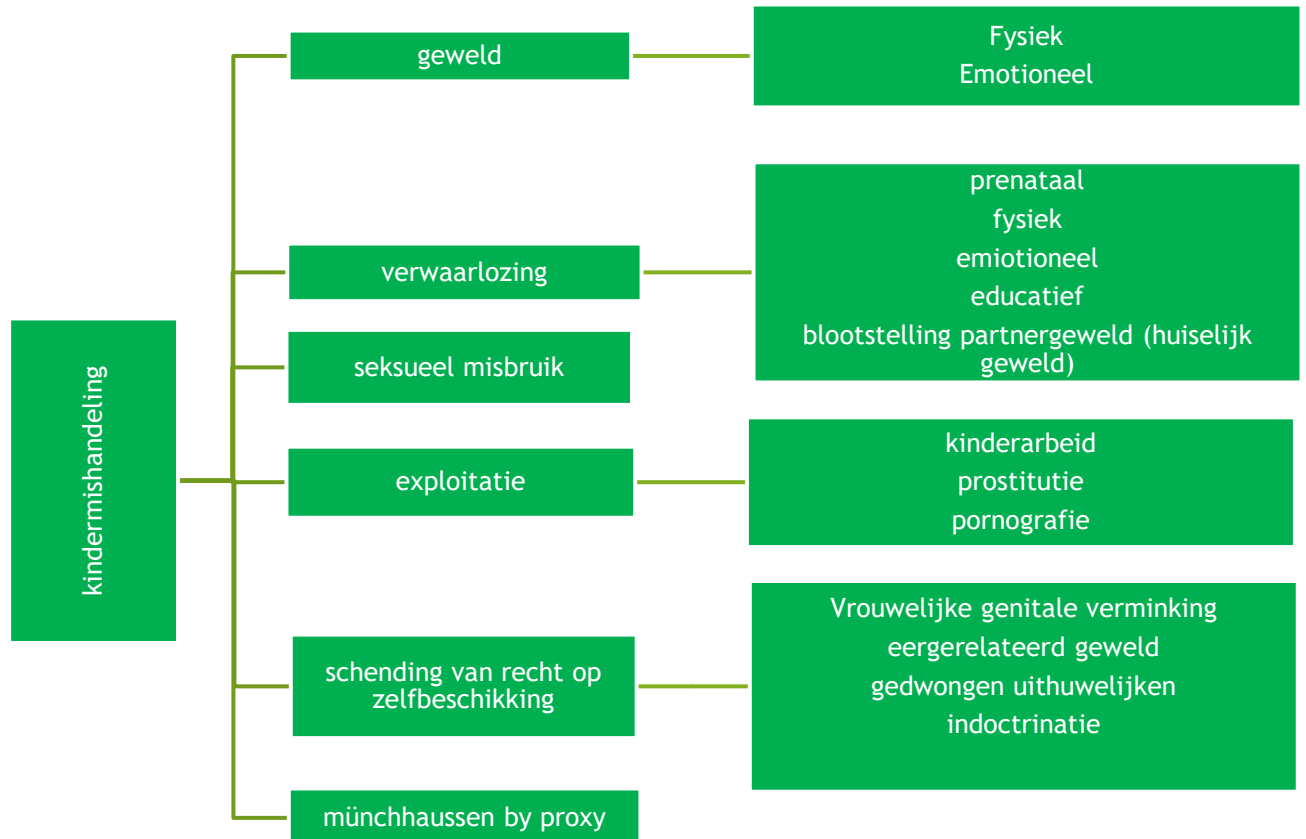 kindermishandeling
geweld
Fysiek
Emotioneel
verwaarlozing
prenataal
fysiek
emiotioneel
educatief
blootstelling partnergeweld (huiselijk
geweld)
seksueel misbruik
exploitatie
kinderarbeid
prostitutie
pornografie
schending van recht op
zelfbeschikking
Vrouwelijke genitale verminking
eergerelateerd geweld
gedwongen uithuwelijken
indoctrinatie
münchhaussen by proxy